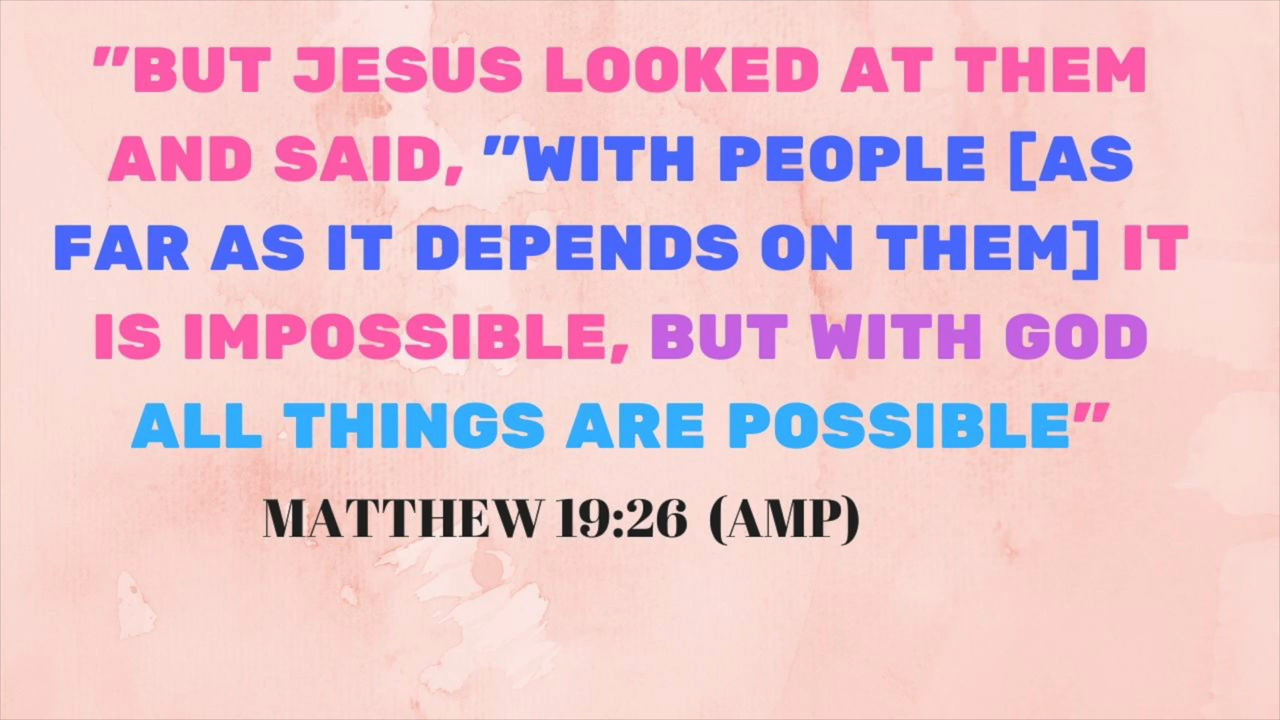 "BUT JESUS LOOKED AT THEM
AND SAID, "WITH PEOPLE [AS
FAR AS IT DEPENDS ON THEM] IT
IS IMPOSSIBLE, BUT WITH GOD
ALL THINGS ARE POSSIBLE"
MATTHEW 19:26 (AMP)